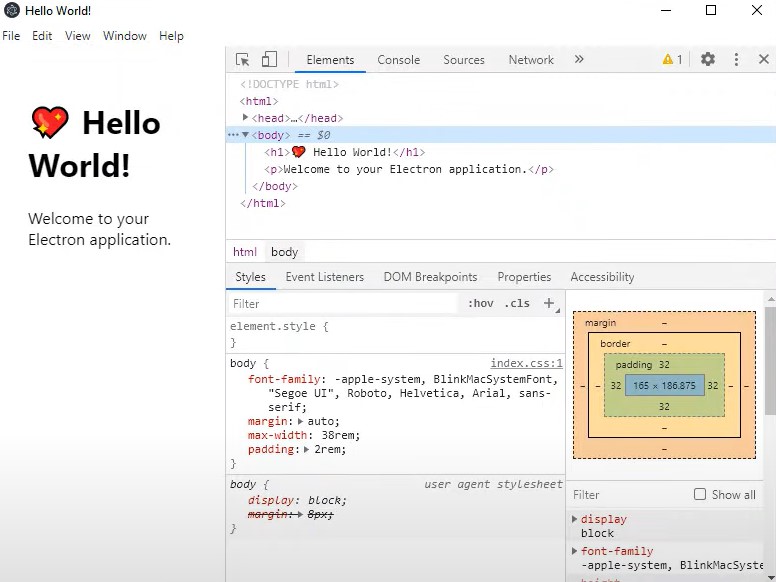 Hello World!
File Edit View Window Help
💖 Hello
World!
Welcome to your
Electron application.
Elements Console Sources Network » 1
<!DOCTYPE html>
<html>
<head>…</head>
<body> == $0
<h1>💖 Hello World!</h1>
<p>Welcome to your Electron application.</p>
</body>
</html>
html body
Styles Event Listeners DOM Breakpoints Properties Accessibility
Filter :hov .cls +
element.style {
}
body { index.css:1
font-family: -apple-system, BlinkMacSystemFont,
"Segoe UI", Roboto, Helvetica, Arial, sans-
serif;
margin: auto;
max-width: 38rem;
padding: 2rem;
}
body { user agent stylesheet
display: block;
margin: 8px;
}
margin –
border –
padding 32
– – 32 165 × 186.875 32 – –
32
–
–
Filter Show all
display
block
font-family
-apple-system, BlinkMacSyste